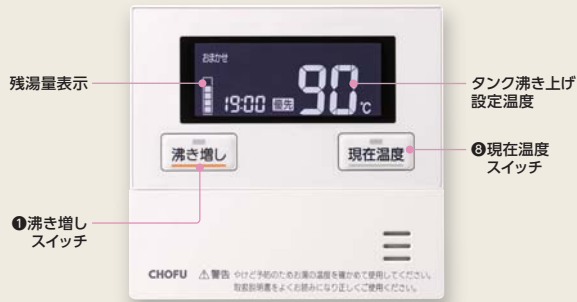 残湯量表示
おまかせ
19:00 優先 90℃
タンク沸き上げ
設定温度
沸き増し
現在温度
❽現在温度
スイッチ
❶沸き増し
スイッチ
CHOFU ⚠警告 やけど予防のためお湯の温度を確かめて使用してください。
取扱説明書をよくお読みになり正しくご使用ください。